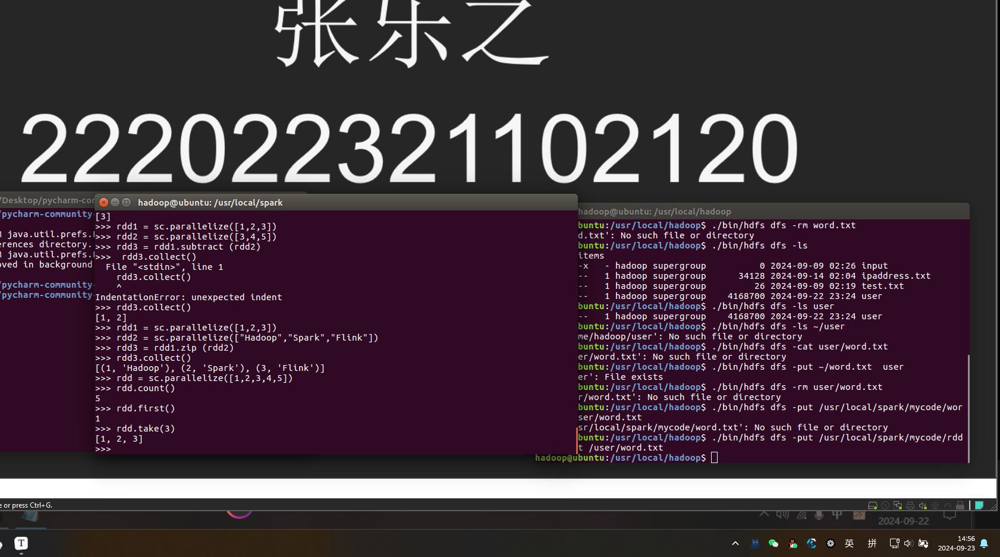 张乐之
222022321102120
/Desktop/pycharm-co
/pycharm-community
M java.util.prefs.
erences directory.
M java.util.prefs.
oved in background
/pycharm-community
/pycharm-community
hadoop@ubuntu: /usr/local/spark
[3]
>>> rdd1 = sc.parallelize([1,2,3])
>>> rdd2 = sc.parallelize([3,4,5])
>>> rdd3 = rdd1.subtract (rdd2)
>>>  rdd3.collect()
  File "<stdin>", line 1
    rdd3.collect()
    ^
IndentationError: unexpected indent
>>> rdd3.collect()
[1, 2]
>>> rdd1 = sc.parallelize([1,2,3])
>>> rdd2 = sc.parallelize(["Hadoop","Spark","Flink"])
>>> rdd3 = rdd1.zip (rdd2)
>>> rdd3.collect()
[(1, 'Hadoop'), (2, 'Spark'), (3, 'Flink')]
>>> rdd = sc.parallelize([1,2,3,4,5])
>>> rdd.count()
5
>>> rdd.first()
1
>>> rdd.take(3)
[1, 2, 3]
>>>
hadoop@ubuntu: /usr/local/hadoop
buntu:/usr/local/hadoop$ ./bin/hdfs dfs -rm word.txt
d.txt': No such file or directory
buntu:/usr/local/hadoop$ ./bin/hdfs dfs -ls
items
-x   - hadoop supergroup          0 2024-09-09 02:26 input
--   1 hadoop supergroup      34128 2024-09-14 02:04 ipaddress.txt
--   1 hadoop supergroup         26 2024-09-09 02:19 test.txt
--   1 hadoop supergroup    4168700 2024-09-22 23:24 user
buntu:/usr/local/hadoop$ ./bin/hdfs dfs -ls user
--   1 hadoop supergroup    4168700 2024-09-22 23:24 user
buntu:/usr/local/hadoop$ ./bin/hdfs dfs -ls ~/user
me/hadoop/user': No such file or directory
buntu:/usr/local/hadoop$ ./bin/hdfs dfs -cat user/word.txt
er/word.txt': No such file or directory
buntu:/usr/local/hadoop$ ./bin/hdfs dfs -put ~/word.txt  user
er': File exists
buntu:/usr/local/hadoop$ ./bin/hdfs dfs -rm user/word.txt
r/word.txt': No such file or directory
buntu:/usr/local/hadoop$ ./bin/hdfs dfs -put /usr/local/spark/mycode/wor
ser/word.txt
sr/local/spark/mycode/word.txt': No such file or directory
buntu:/usr/local/hadoop$ ./bin/hdfs dfs -put /usr/local/spark/mycode/rdd
t /user/word.txt
hadoop@ubuntu:/usr/local/hadoop$
e or press Ctrl+G.
中
2024-09-22
T
英
拼
14:56
2024-09-23